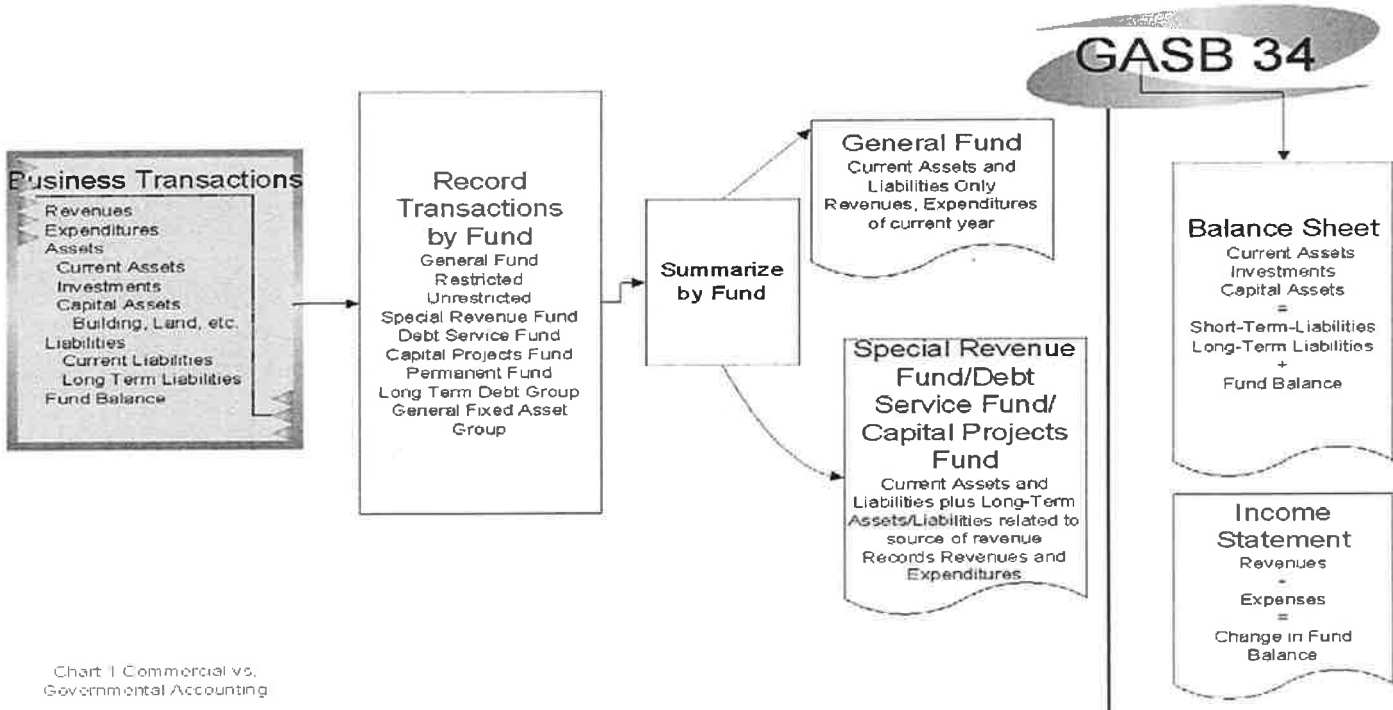 GASB 34
Business Transactions
Revenues
Expenditures
Assets
Current Assets
Investments
Capital Assets
Building, Land, etc.
Liabilities
Current Liabilities
Long Term Liabilities
Fund Balance
Record
Transactions
by Fund
General Fund
Restricted
Unrestricted
Special Revenue Fund
Debt Service Fund
Capital Projects Fund
Permanent Fund
Long Term Debt Group
General Fixed Asset
Group
Summarize
by Fund
General Fund
Current Assets and
Liabilities Only
Revenues, Expenditures
of current year
Special Revenue
Fund/Debt
Service Fund/
Capital Projects
Fund
Current Assets and
Liabilities plus Long-Term
Assets/Liabilities related to
source of revenue
Records Revenues and
Expenditures
Balance Sheet
Current Assets
Investments
Capital Assets
=
Short-Term-Liabilities
Long-Term Liabilities
+
Fund Balance
Income
Statement
Revenues
-
Expenses
=
Change in Fund
Balance
Chart 1 Commercial vs.
Governmental Accounting